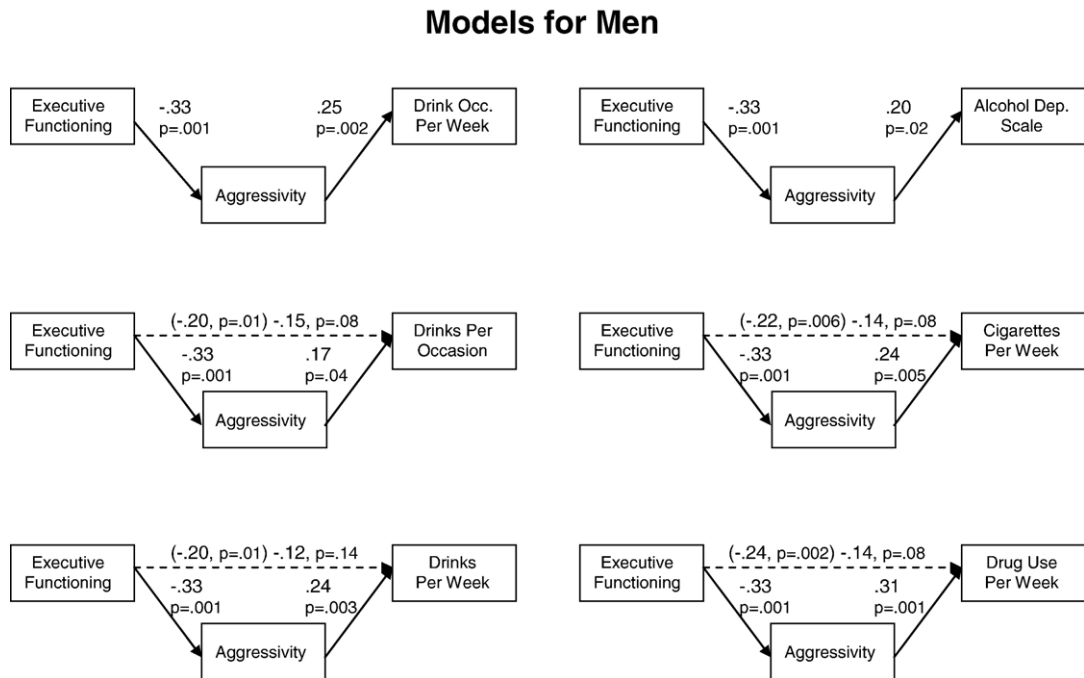 Models for Men
Executive
Functioning
-.33
p=.001
.25
p=.002
Drink Occ.
Per Week
Aggressivity
Executive
Functioning
-.33
p=.001
.20
p=.02
Alcohol Dep.
Scale
Aggressivity
Executive
Functioning
(-.20, p=.01) -.15, p=.08
-.33
p=.001
.17
p=.04
Drinks Per
Occasion
Aggressivity
Executive
Functioning
(-.22, p=.006) -.14, p=.08
-.33
p=.001
.24
p=.005
Cigarettes
Per Week
Aggressivity
Executive
Functioning
(-.20, p=.01) -.12, p=.14
-.33
p=.001
.24
p=.003
Drinks
Per Week
Aggressivity
Executive
Functioning
(-.24, p=.002) -.14, p=.08
-.33
p=.001
.31
p=.001
Drug Use
Per Week
Aggressivity